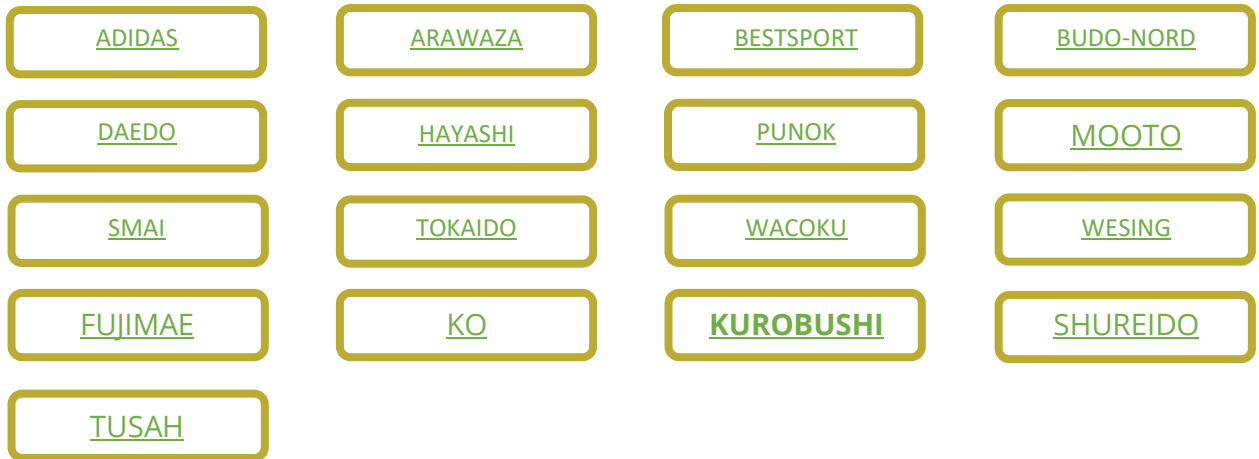 ADIDAS
ARAWAZA
BESTSPORT
BUDO-NORD
DAEDO
HAYASHI
PUNOK
MOOTO
SMAI
TOKAIDO
WACOKU
WESING
FUJIMAE
KO
KUROBUSHI
SHUREIDO
TUSAH